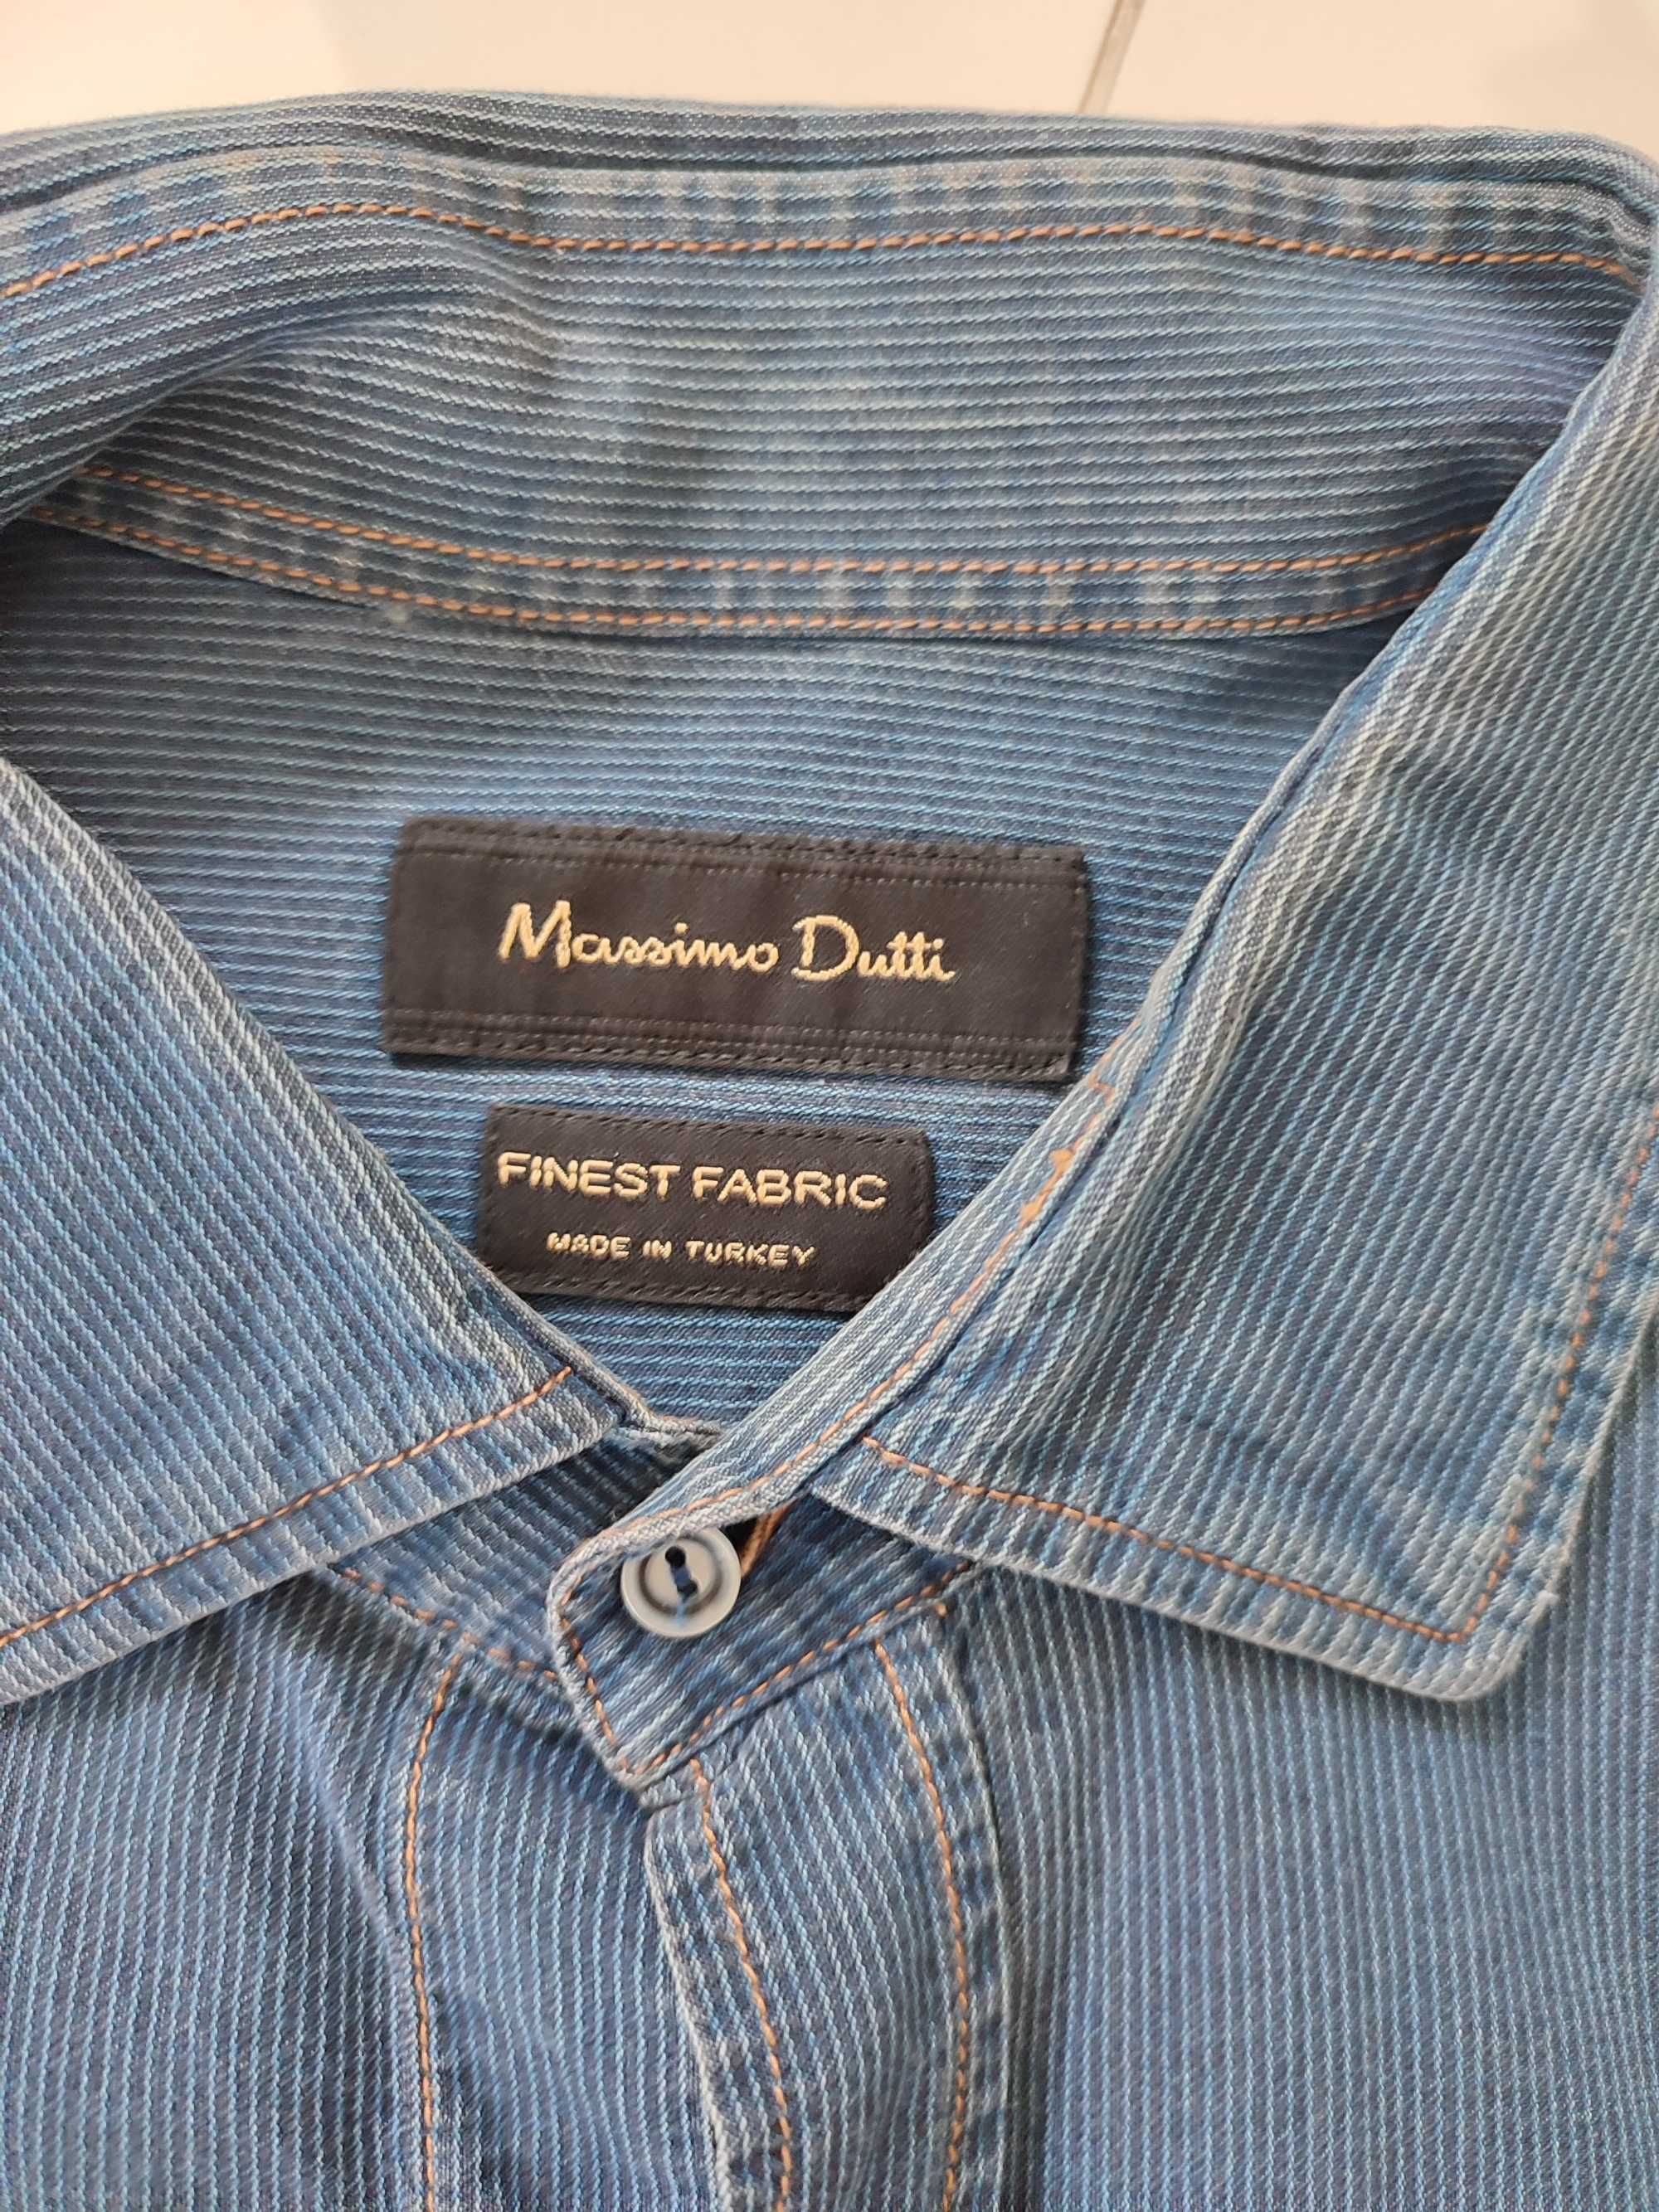 Massimo Dutti
FINEST FABRIC
MADE IN TURKEY